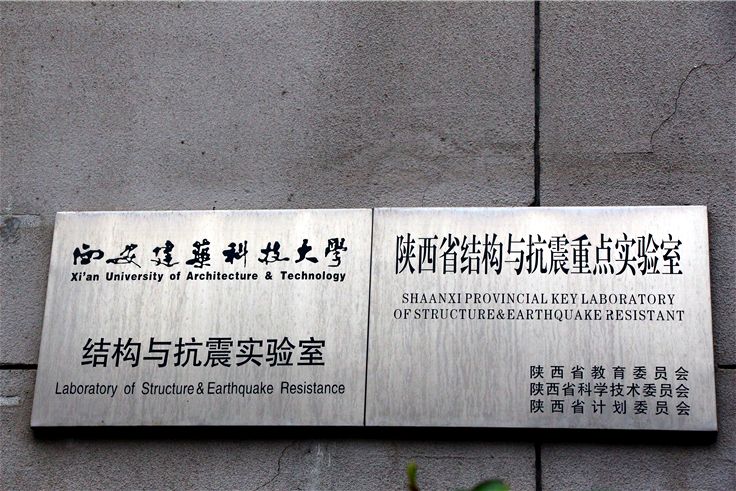 西安建築科技大學
Xi'an University of Architecture & Technology
结构与抗震实验室
Laboratory of Structure & Earthquake Resistance
陕西省结构与抗震重点实验室
SHAANXI PROVINCIAL KEY LABORATORY
OF STRUCTURE&EARTHQUAKE RESISTANT
陕西省教育委员会
陕西省科学技术委员会
陕西省计划委员会